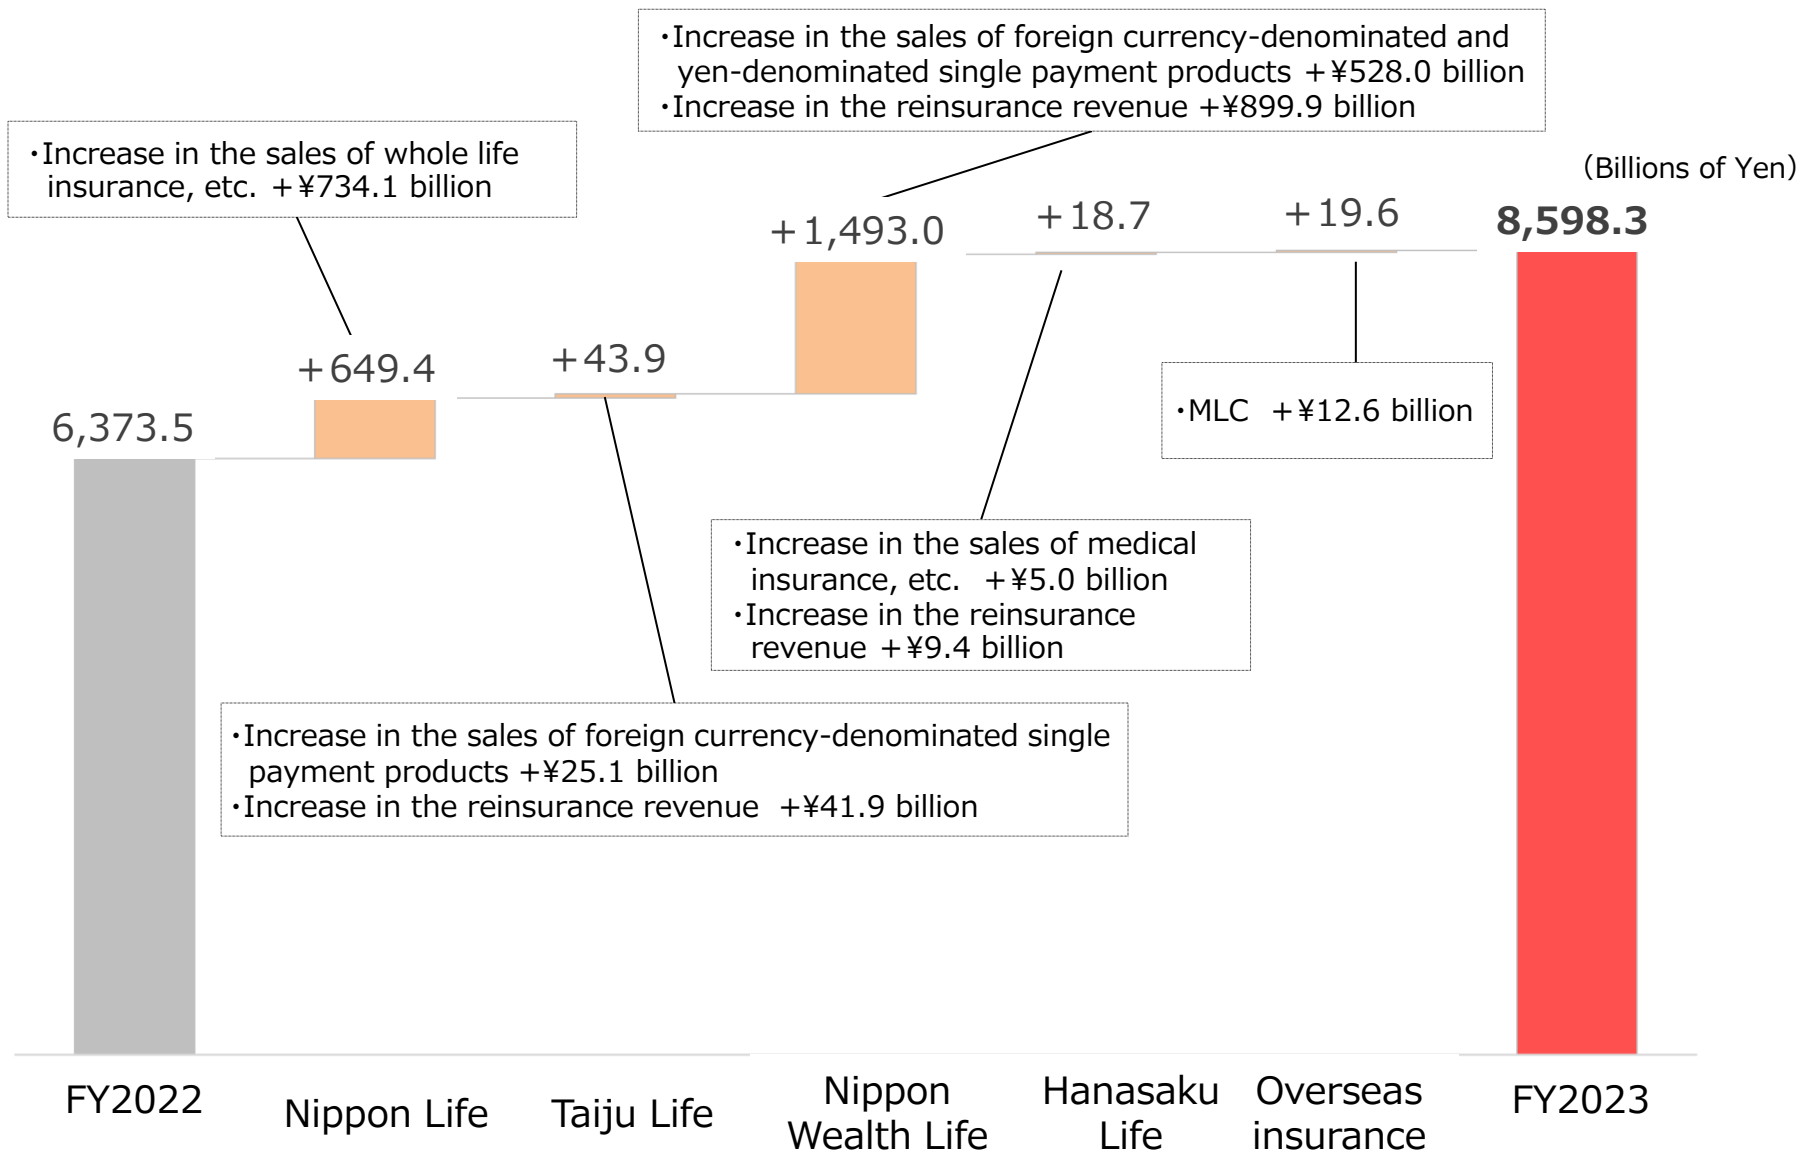 ・Increase in the sales of foreign currency-denominated and
yen-denominated single payment products +¥528.0 billion
・Increase in the reinsurance revenue +¥899.9 billion
・Increase in the sales of whole life
insurance, etc. +¥734.1 billion
(Billions of Yen)
6,373.5
+649.4
+43.9
+1,493.0
+18.7
+19.6
8,598.3
・MLC +¥12.6 billion
・Increase in the sales of medical
insurance, etc. +¥5.0 billion
・Increase in the reinsurance
revenue +¥9.4 billion
・Increase in the sales of foreign currency-denominated single
payment products +¥25.1 billion
・Increase in the reinsurance revenue +¥41.9 billion
FY2022
Nippon Life
Taiju Life
Nippon
Wealth Life
Hanasaku
Life
Overseas
insurance
FY2023